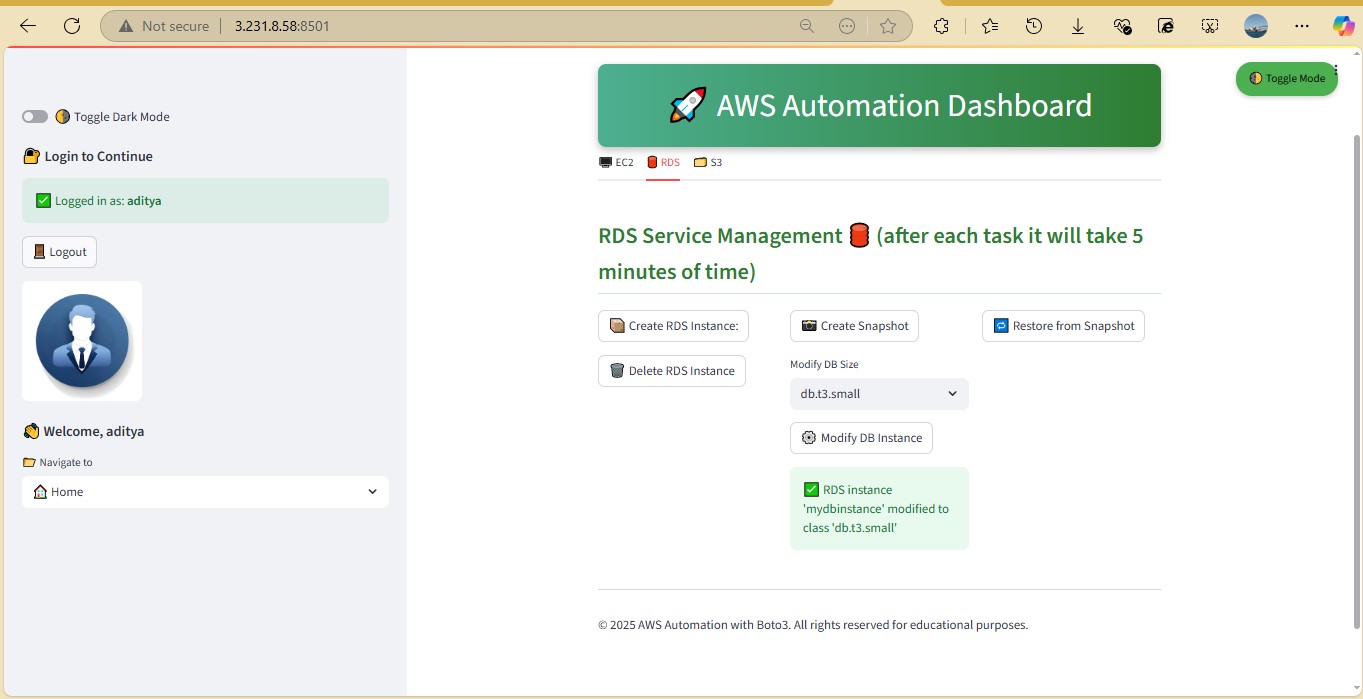 Not secure
3.231.8.58:8501
Toggle Dark Mode
Login to Continue
Logged in as: aditya
Logout
Welcome, aditya
Navigate to
Home
Toggle Mode
AWS Automation Dashboard
EC2 RDS S3
RDS Service Management (after each task it will take 5
minutes of time)
Create RDS Instance:
Delete RDS Instance
Create Snapshot
Modify DB Size
db.t3.small
Modify DB Instance
RDS instance
'mydbinstance' modified to
class 'db.t3.small'
Restore from Snapshot
© 2025 AWS Automation with Boto3. All rights reserved for educational purposes.